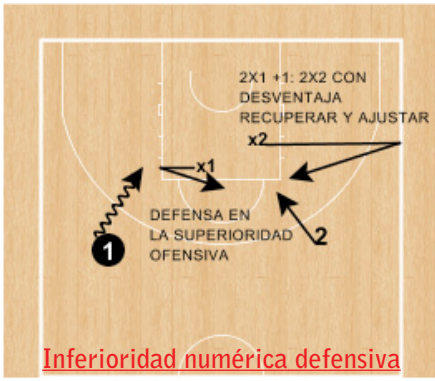 2X1 +1: 2X2 CON
DESVENTAJA
RECUPERAR Y AJUSTAR
x2
x1
DEFENSA EN
LA SUPERIORIDAD
OFENSIVA
1
2
Inferioridad numérica defensiva